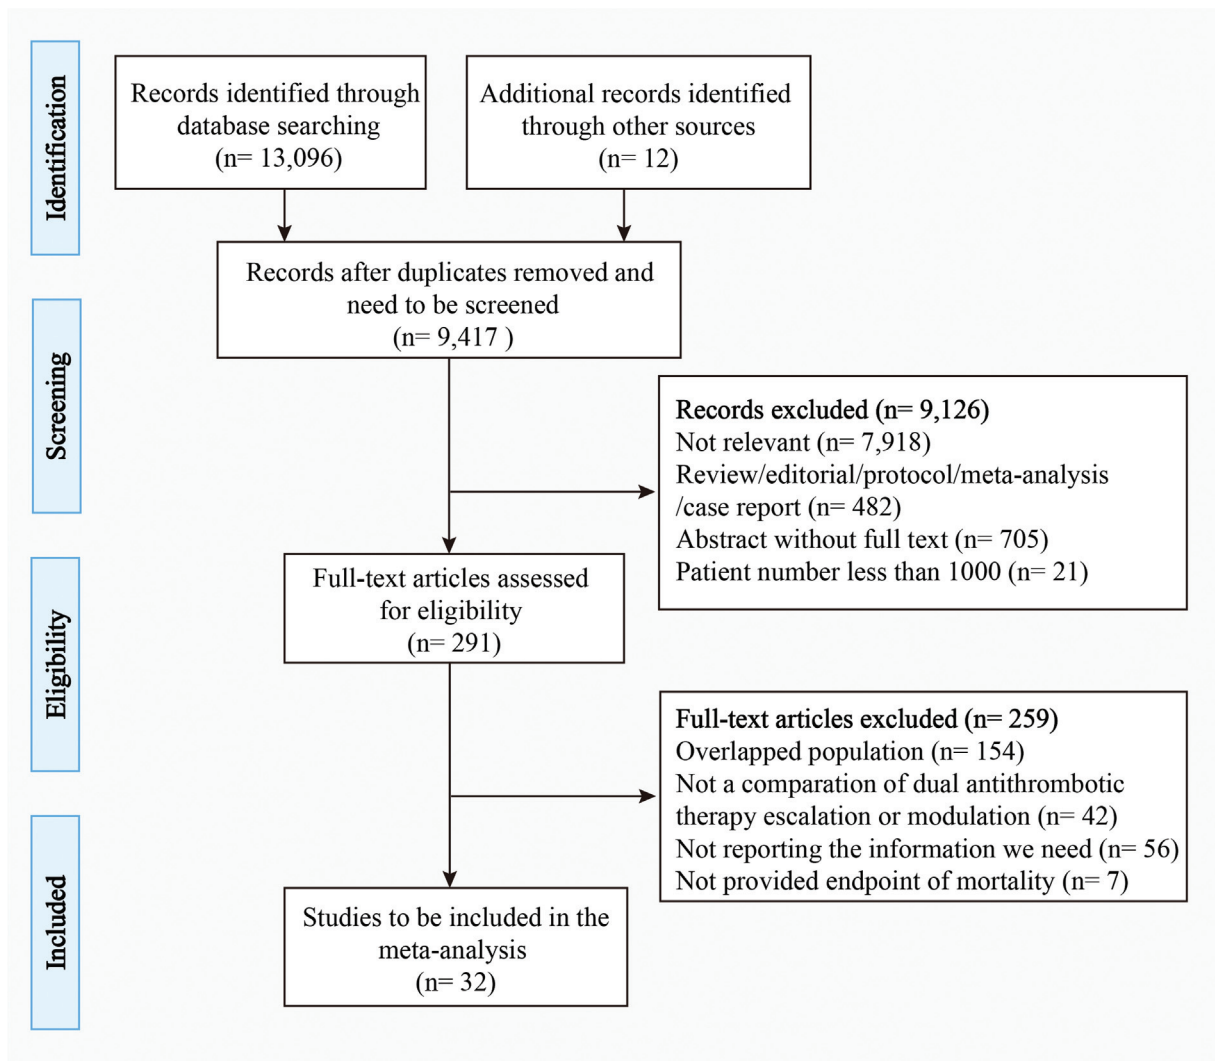 Identification
Records identified through
database searching
(n= 13,096)
Additional records identified
through other sources
(n= 12)
Records after duplicates removed and
need to be screened
(n= 9,417 )
Screening
Records excluded (n= 9,126)
Not relevant (n= 7,918)
Review/editorial/protocol/meta-analysis
/case report (n= 482)
Abstract without full text (n= 705)
Patient number less than 1000 (n= 21)
Full-text articles assessed
for eligibility
(n= 291)
Eligibility
Full-text articles excluded (n= 259)
Overlapped population (n= 154)
Not a comparation of dual antithrombotic
therapy escalation or modulation (n= 42)
Not reporting the information we need (n= 56)
Not provided endpoint of mortality (n= 7)
Included
Studies to be included in the
meta-analysis
(n= 32)